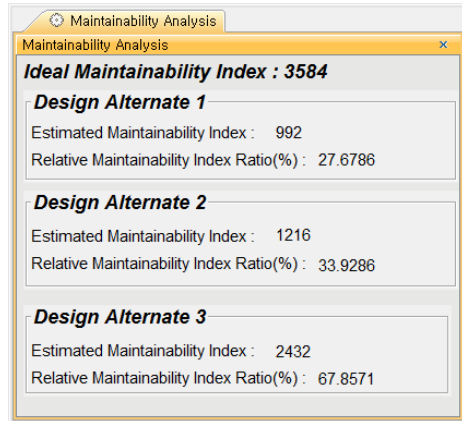 Maintainability Analysis
Maintainability Analysis ×
Ideal Maintainability Index : 3584
Design Alternate 1
Estimated Maintainability Index : 992
Relative Maintainability Index Ratio(%) : 27.6786
Design Alternate 2
Estimated Maintainability Index : 1216
Relative Maintainability Index Ratio(%) : 33.9286
Design Alternate 3
Estimated Maintainability Index : 2432
Relative Maintainability Index Ratio(%) : 67.8571